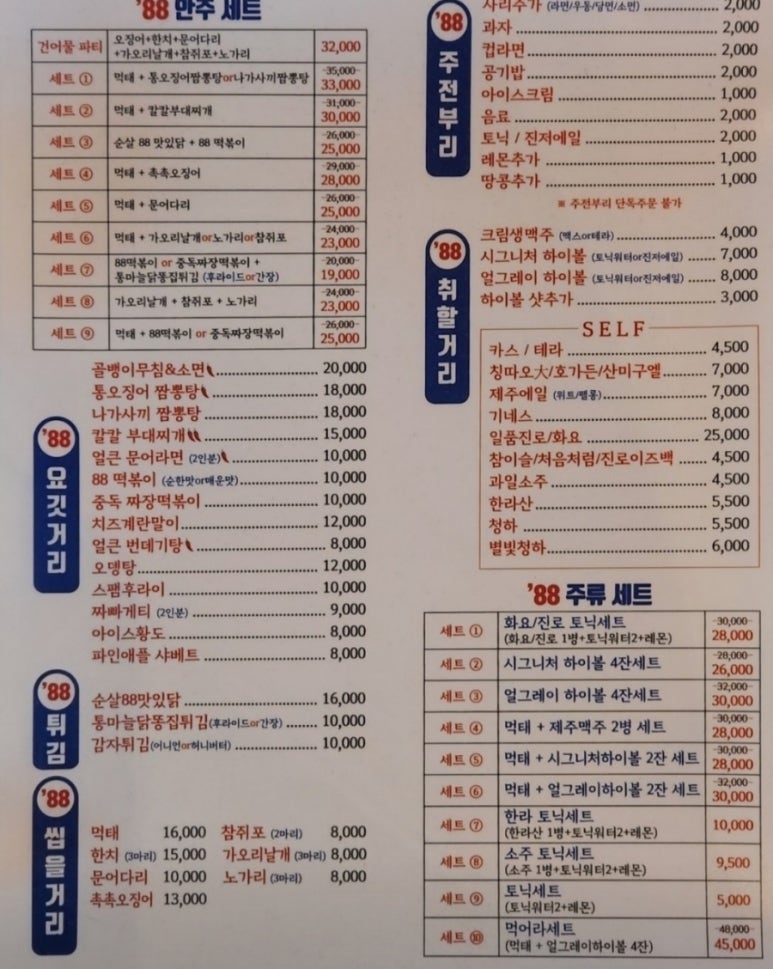 '88 안주 세트
건어물 파티 오징어+한치+문어다리 +가오리날개+참쥐포+노가리 32,000
세트 ① 먹태 + 통오징어짬뽕탕or나가사끼짬뽕탕 35,000 33,000
세트 ② 먹태 + 칼칼부대찌개 31,000 30,000
세트 ③ 순살 88 맛있닭 + 88 떡볶이 26,000 25,000
세트 ④ 먹태 + 촉촉오징어 29,000 28,000
세트 ⑤ 먹태 + 문어다리 26,000 25,000
세트 ⑥ 먹태 + 가오리날개or노가리or참쥐포 24,000 23,000
세트 ⑦ 88떡볶이 or 중독짜장떡볶이 + 통마늘닭똥집튀김 (후라이드or간장) 20,000 19,000
세트 ⑧ 가오리날개 + 참쥐포 + 노가리 24,000 23,000
세트 ⑨ 먹태 + 88떡볶이 or 중독짜장떡볶이 26,000 25,000
'88 요깃거리
골뱅이무침&소면 20,000
통오징어 짬뽕탕 18,000
나가사끼 짬뽕탕 18,000
칼칼 부대찌개 15,000
얼큰 문어라면 (2인분) 10,000
88 떡볶이 (순한맛or매운맛) 10,000
중독 짜장떡볶이 10,000
치즈계란말이 12,000
얼큰 번데기탕 8,000
오뎅탕 12,000
스팸후라이 10,000
짜빠게티 (2인분) 9,000
아이스황도 8,000
파인애플 샤베트 8,000
'88 튀김
순살88맛있닭 16,000
통마늘닭똥집튀김(후라이드or간장) 10,000
감자튀김(어니언or허니버터) 10,000
'88 씹을거리
먹태 16,000 참쥐포 (2마리) 8,000
한치 (3마리) 15,000 가오리날개 (3마리) 8,000
문어다리 10,000 노가리 (3마리) 8,000
촉촉오징어 13,000
'88 주전부리
사리추가 (라면/우동/당면/소면) 2,000
과자 2,000
컵라면 2,000
공기밥 2,000
아이스크림 1,000
음료 2,000
토닉 / 진저에일 2,000
레몬추가 1,000
땅콩추가 1,000
※ 주전부리 단독주문 불가
'88 취할거리
크림생맥주 (맥스or테라) 4,000
시그니처 하이볼 (토닉워터or진저에일) 7,000
얼그레이 하이볼 (토닉워터or진저에일) 8,000
하이볼 샷추가 3,000
SELF
카스 / 테라 4,500
칭따오大/호가든/산미구엘 7,000
제주에일 (위트/펠롱) 7,000
기네스 8,000
일품진로/화요 25,000
참이슬/처음처럼/진로이즈백 4,500
과일소주 4,500
한라산 5,500
청하 5,500
별빛청하 6,000
'88 주류 세트
세트 ① 화요/진로 토닉세트 (화요/진로 1병+토닉워터2+레몬) 30,000 28,000
세트 ② 시그니처 하이볼 4잔세트 28,000 26,000
세트 ③ 얼그레이 하이볼 4잔세트 32,000 30,000
세트 ④ 먹태 + 제주맥주 2병 세트 30,000 28,000
세트 ⑤ 먹태 + 시그니처하이볼 2잔 세트 30,000 28,000
세트 ⑥ 먹태 + 얼그레이하이볼 2잔 세트 32,000 30,000
세트 ⑦ 한라 토닉세트 (한라산 1병+토닉워터2+레몬) 10,000
세트 ⑧ 소주 토닉세트 (소주 1병+토닉워터2+레몬) 9,500
세트 ⑨ 토닉세트 (토닉워터2+레몬) 5,000
세트 ⑩ 먹어라세트 (먹태 + 얼그레이하이볼 4잔) 48,000 45,000